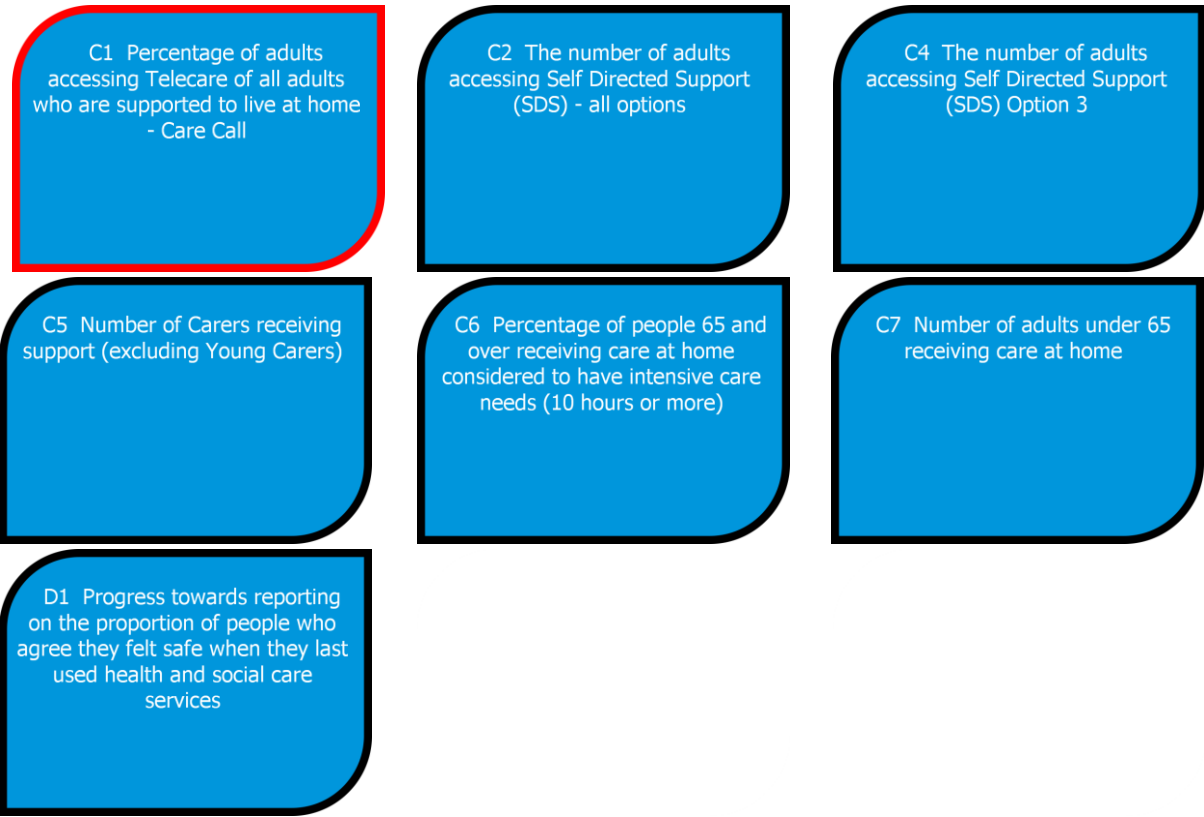 C1  Percentage of adults
accessing Telecare of all adults
who are supported to live at home
- Care Call
C2  The number of adults
accessing Self Directed Support
(SDS) - all options
C4  The number of adults
accessing Self Directed Support
(SDS) Option 3
C5  Number of Carers receiving
support (excluding Young Carers)
C6  Percentage of people 65 and
over receiving care at home
considered to have intensive care
needs (10 hours or more)
C7  Number of adults under 65
receiving care at home
D1  Progress towards reporting
on the proportion of people who
agree they felt safe when they last
used health and social care
services